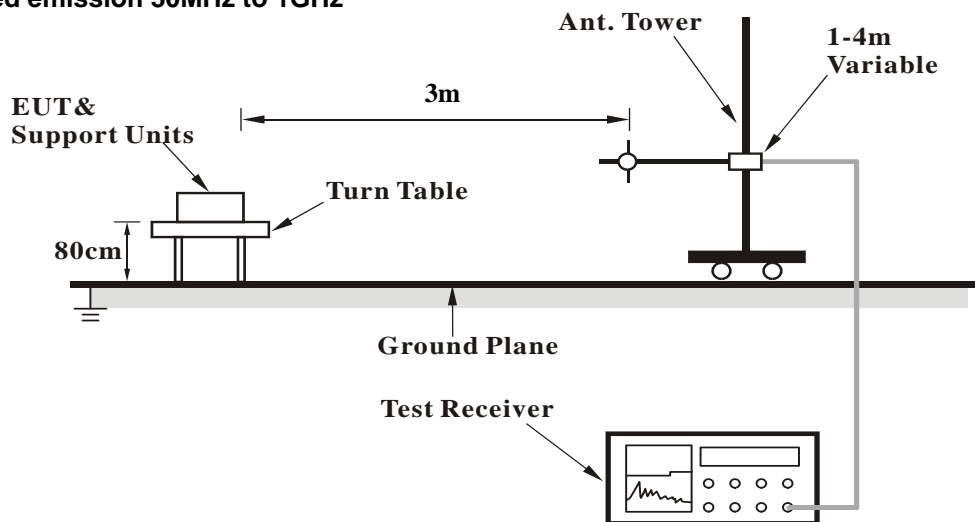 ed emission 30MHz to 1GHz
Ant. Tower
1-4m
Variable
3m
EUT&
Support Units
Turn Table
80cm
Ground Plane
Test Receiver